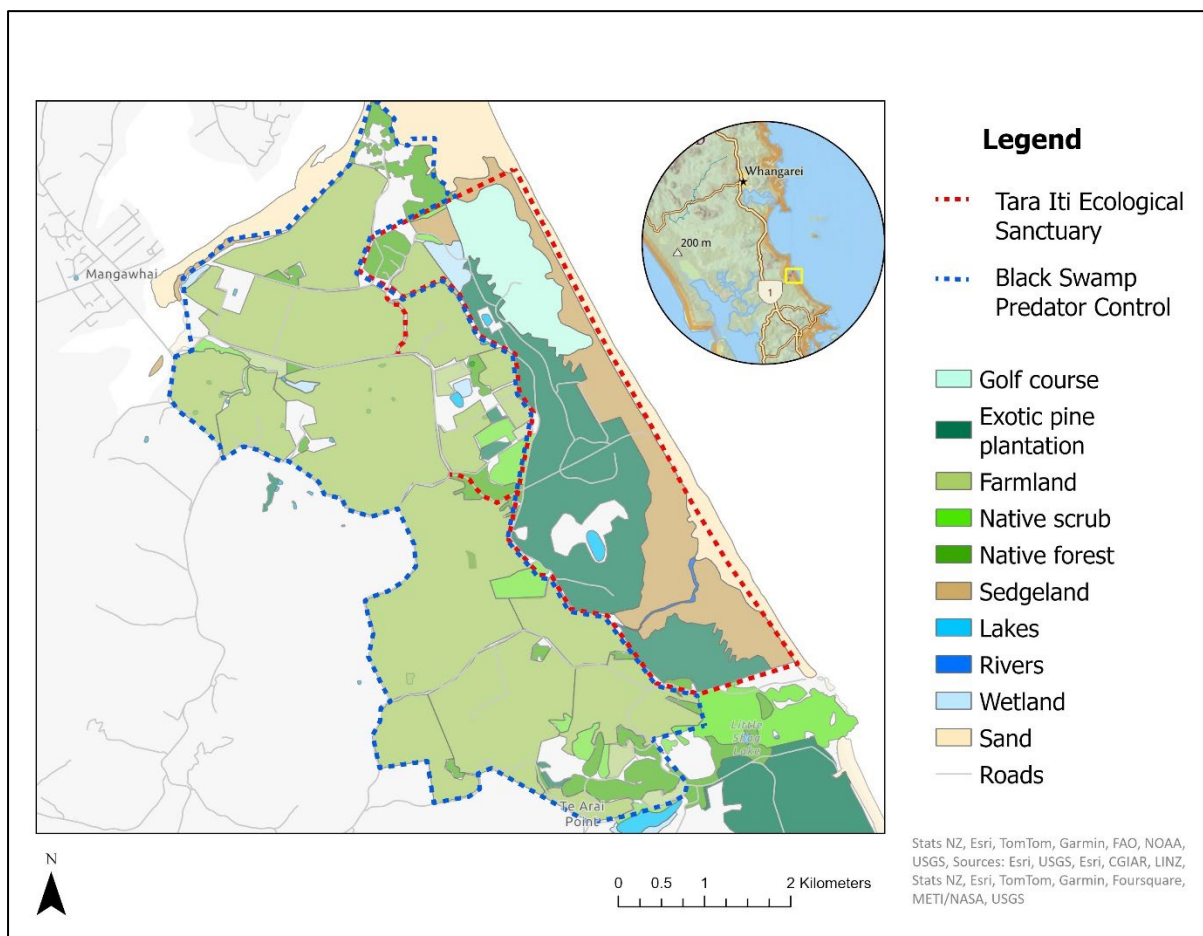 Mangawhai
Whangarei
200 m
1
Little
Shag
Lake
Te Arai
Point
Legend
Tara Iti Ecological
Sanctuary
Black Swamp
Predator Control
Golf course
Exotic pine
plantation
Farmland
Native scrub
Native forest
Sedgeland
Lakes
Rivers
Wetland
Sand
Roads
N
0 0.5 1 2 Kilometers
Stats NZ, Esri, TomTom, Garmin, FAO, NOAA,
USGS, Sources: Esri, USGS, Esri, CGIAR, LINZ,
Stats NZ, Esri, TomTom, Garmin, Foursquare,
METI/NASA, USGS